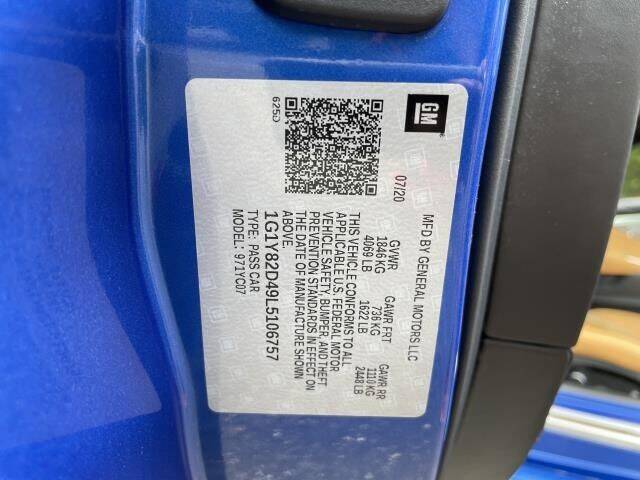 GM
MFD BY GENERAL MOTORS LLC
07/20
GVWR GAWR FRT GAWR RR
1846 KG 736 KG 1110 KG
4069 LB 1622 LB 2448 LB
THIS VEHICLE CONFORMS TO ALL
APPLICABLE U.S. FEDERAL MOTOR
VEHICLE SAFETY, BUMPER, AND THEFT
PREVENTION STANDARDS IN EFFECT ON
THE DATE OF MANUFACTURE SHOWN
ABOVE.
1G1Y82D49L5106757
TYPE: PASS CAR
MODEL: 971YC07
625D